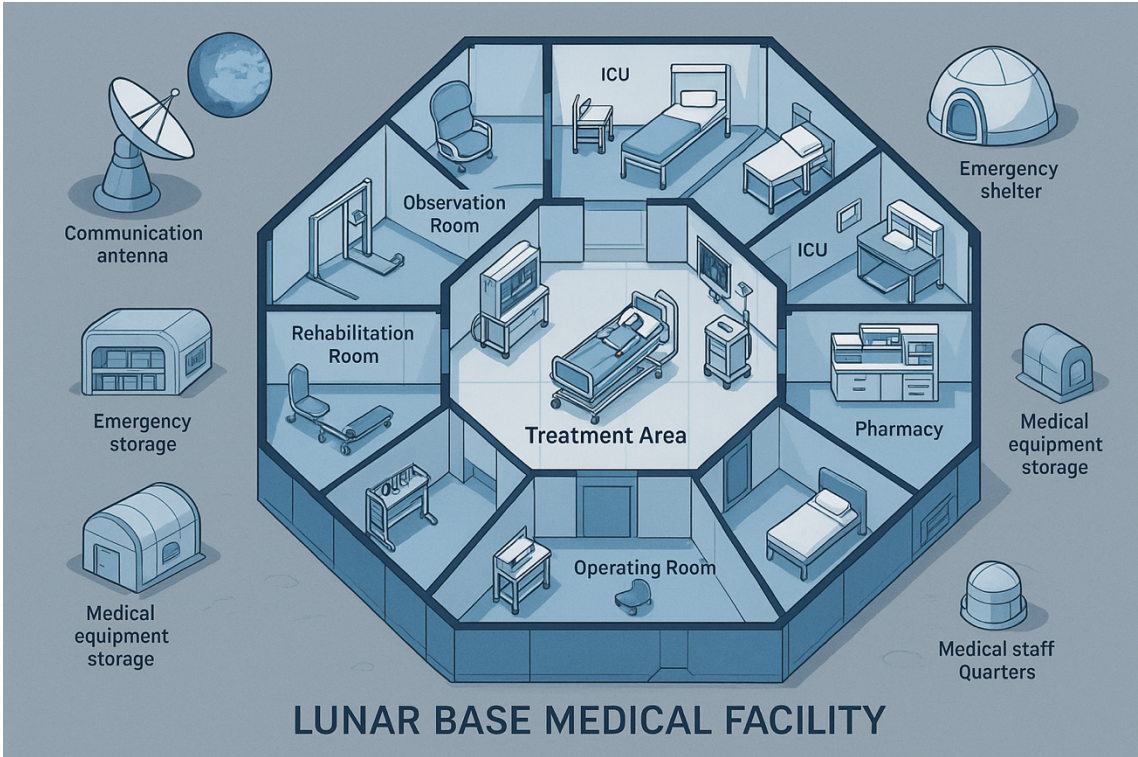 ICU
Communication
antenna
Observation
Room
ICU
Emergency
shelter
Emergency
storage
Rehabilitation
Room
Treatment Area
Pharmacy
Medical
equipment
storage
Medical
equipment
storage
Operating Room
Medical staff
Quarters
LUNAR BASE MEDICAL FACILITY